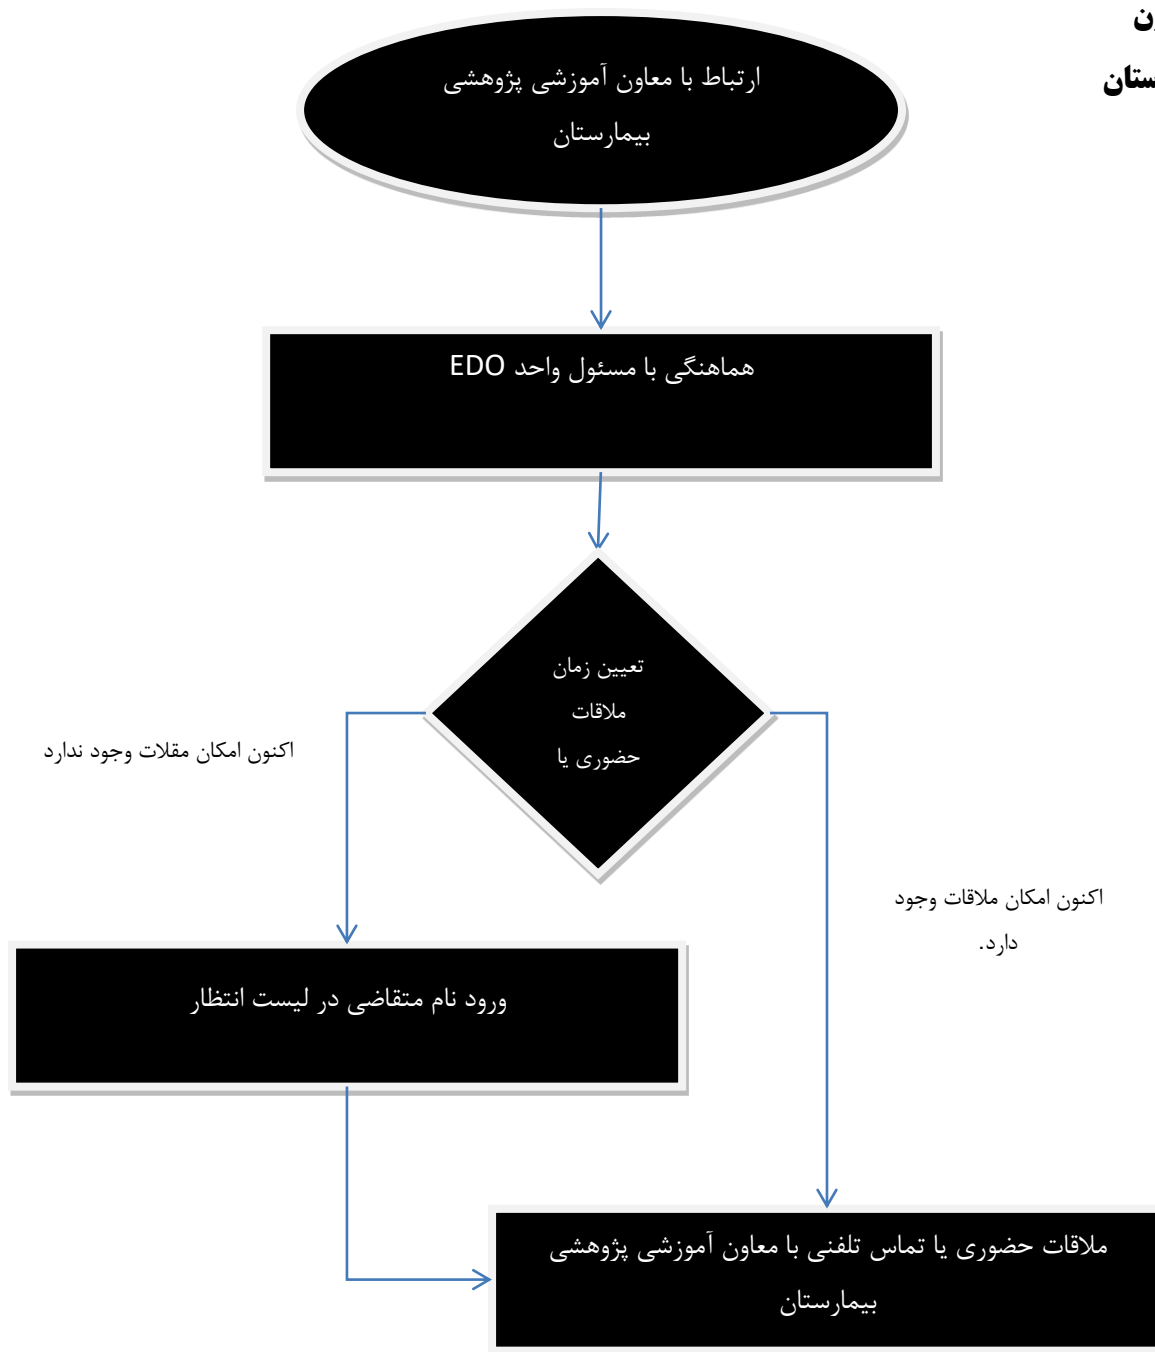 ارتباط با معاون آموزشی پژوهشی
بیمارستان
هماهنگی با مسئول واحد EDO
تعیین زمان
ملاقات
حضوری یا
اکنون امکان مقلات وجود ندارد
اکنون امکان ملاقات وجود
دارد.
ورود نام متقاضی در لیست انتظار
ملاقات حضوری یا تماس تلفنی با معاون آموزشی پژوهشی
بیمارستان